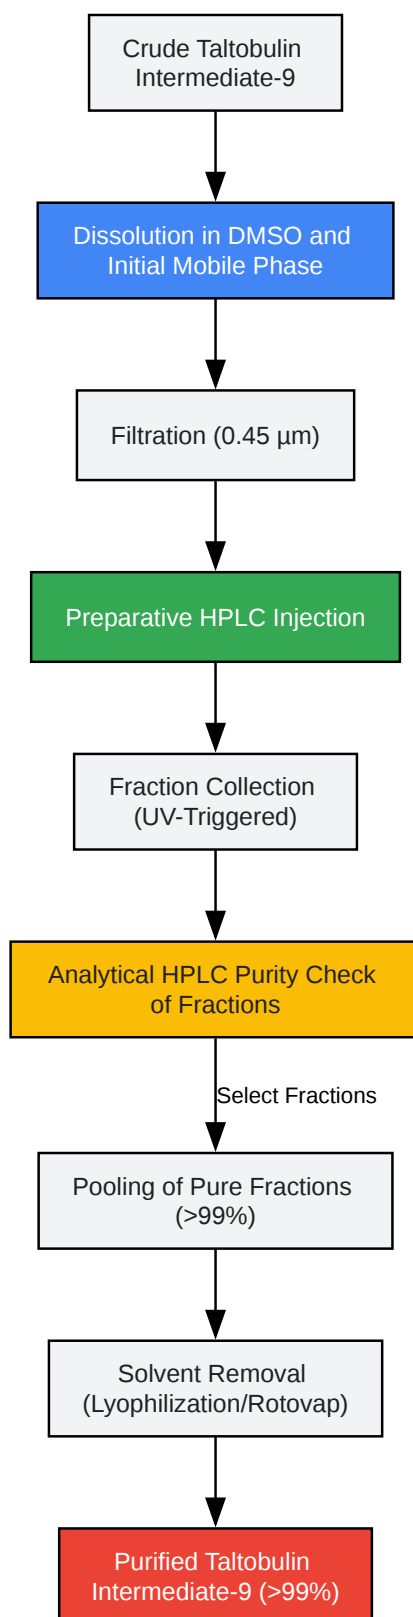 Crude Taltobulin
Intermediate-9
Dissolution in DMSO and
Initial Mobile Phase
Filtration (0.45 µm)
Preparative HPLC Injection
Fraction Collection
(UV-Triggered)
Analytical HPLC Purity Check
of Fractions
Select Fractions
Pooling of Pure Fractions
(>99%)
Solvent Removal
(Lyophilization/Rotovap)
Purified Taltobulin
Intermediate-9 (>99%)